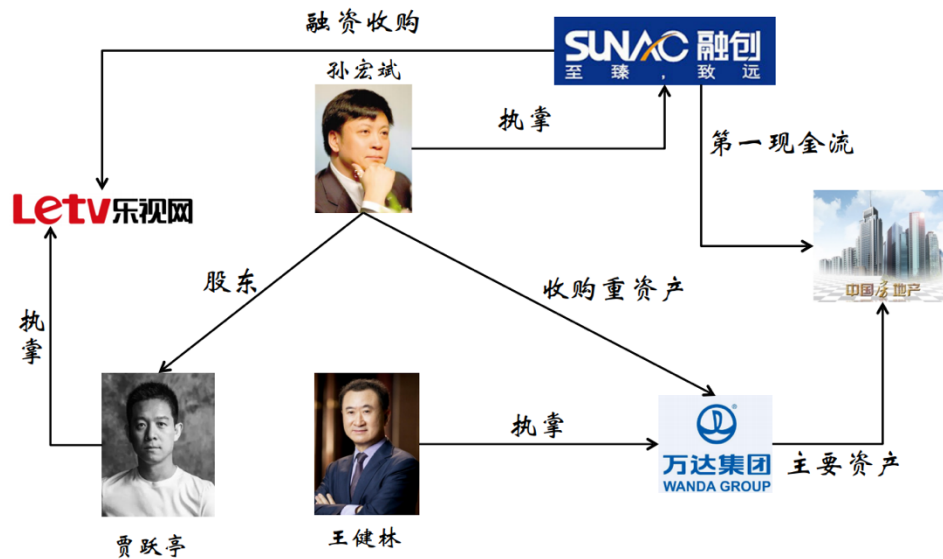 融资收购
SUNAC 融创
至臻，致远
孙宏斌
执掌
第一现金流
Letv乐视网
中国房地产
股东
收购重资产
执掌
执掌
万达集团
WANDA GROUP
主要资产
贾跃亭
王健林